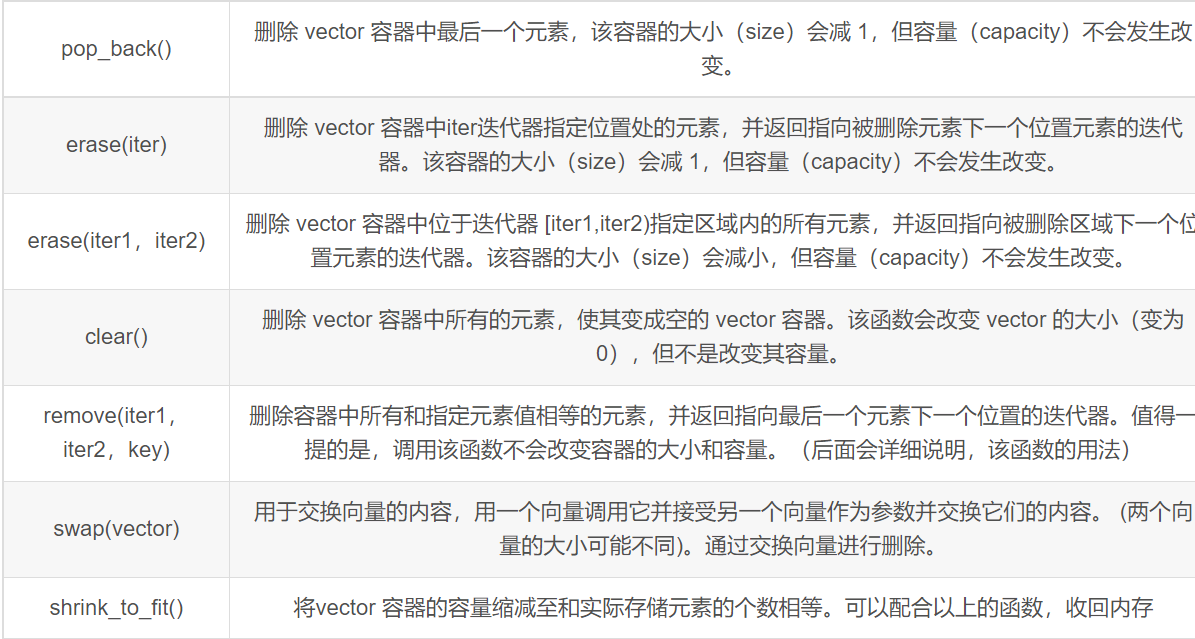 pop_back()
删除 vector 容器中最后一个元素，该容器的大小（size）会减 1，但容量（capacity）不会发生改
变。
erase(iter)
删除 vector 容器中iter迭代器指定位置处的元素，并返回指向被删除元素下一个位置元素的迭代
器。该容器的大小（size）会减 1，但容量（capacity）不会发生改变。
erase(iter1，iter2)
删除 vector 容器中位于迭代器 [iter1,iter2)指定区域内的所有元素，并返回指向被删除区域下一个位
置元素的迭代器。该容器的大小（size）会减小，但容量（capacity）不会发生改变。
clear()
删除 vector 容器中所有的元素，使其变成空的 vector 容器。该函数会改变 vector 的大小（变为
0），但不是改变其容量。
remove(iter1，
iter2，key)
删除容器中所有和指定元素值相等的元素，并返回指向最后一个元素下一个位置的迭代器。值得一
提的是，调用该函数不会改变容器的大小和容量。（后面会详细说明，该函数的用法）
swap(vector)
用于交换向量的内容，用一个向量调用它并接受另一个向量作为参数并交换它们的内容。 (两个向
量的大小可能不同)。通过交换向量进行删除。
shrink_to_fit()
将vector 容器的容量缩减至和实际存储元素的个数相等。可以配合以上的函数，收回内存